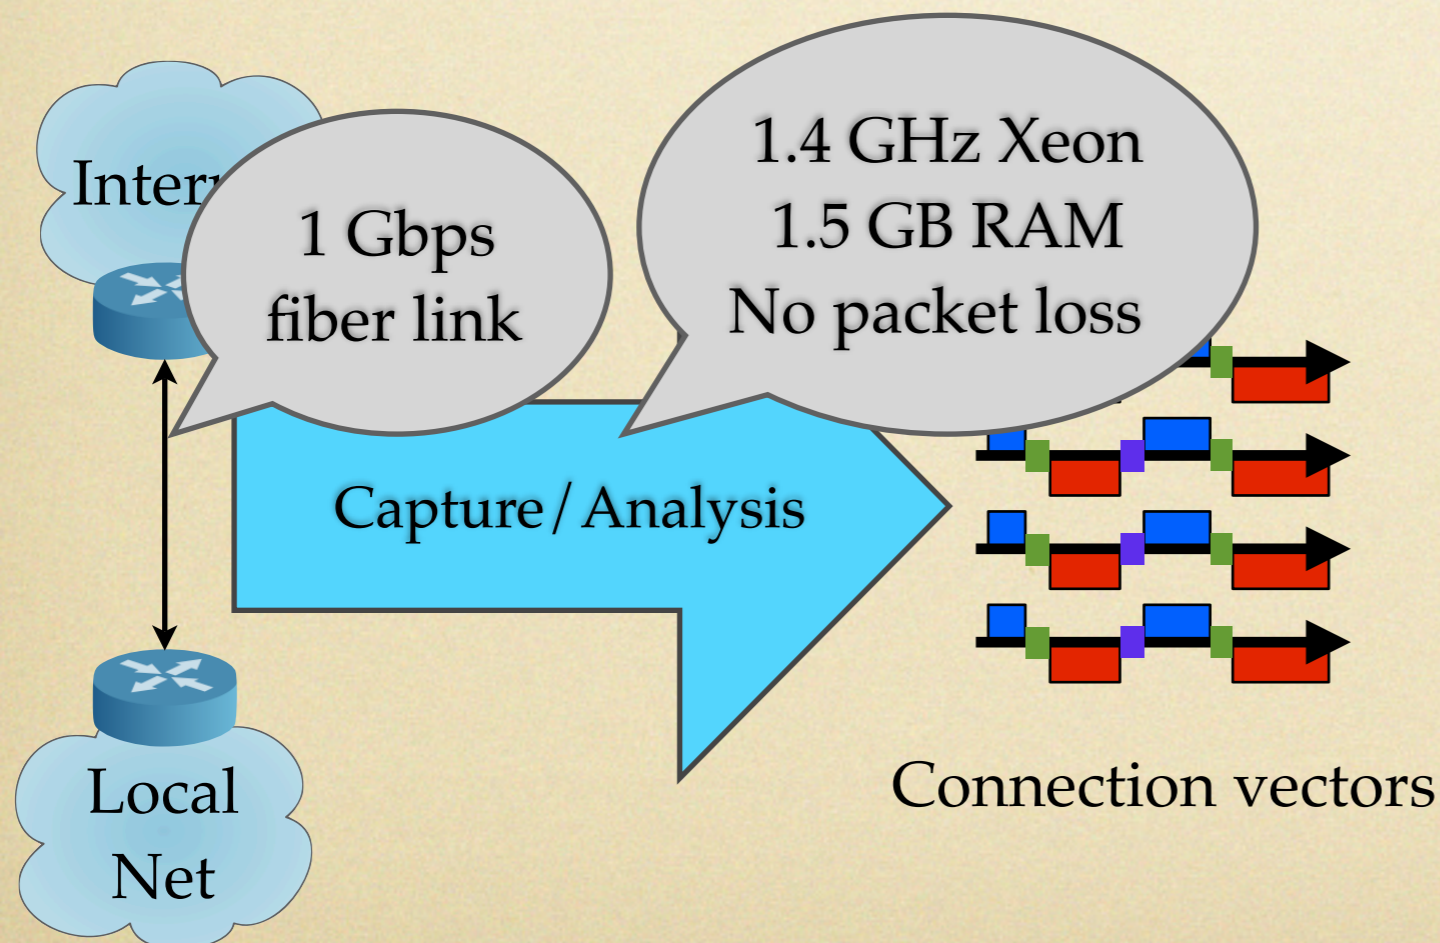 Inter
1 Gbps
fiber link
1.4 GHz Xeon
1.5 GB RAM
No packet loss
Capture/Analysis
Local
Net
Connection vectors